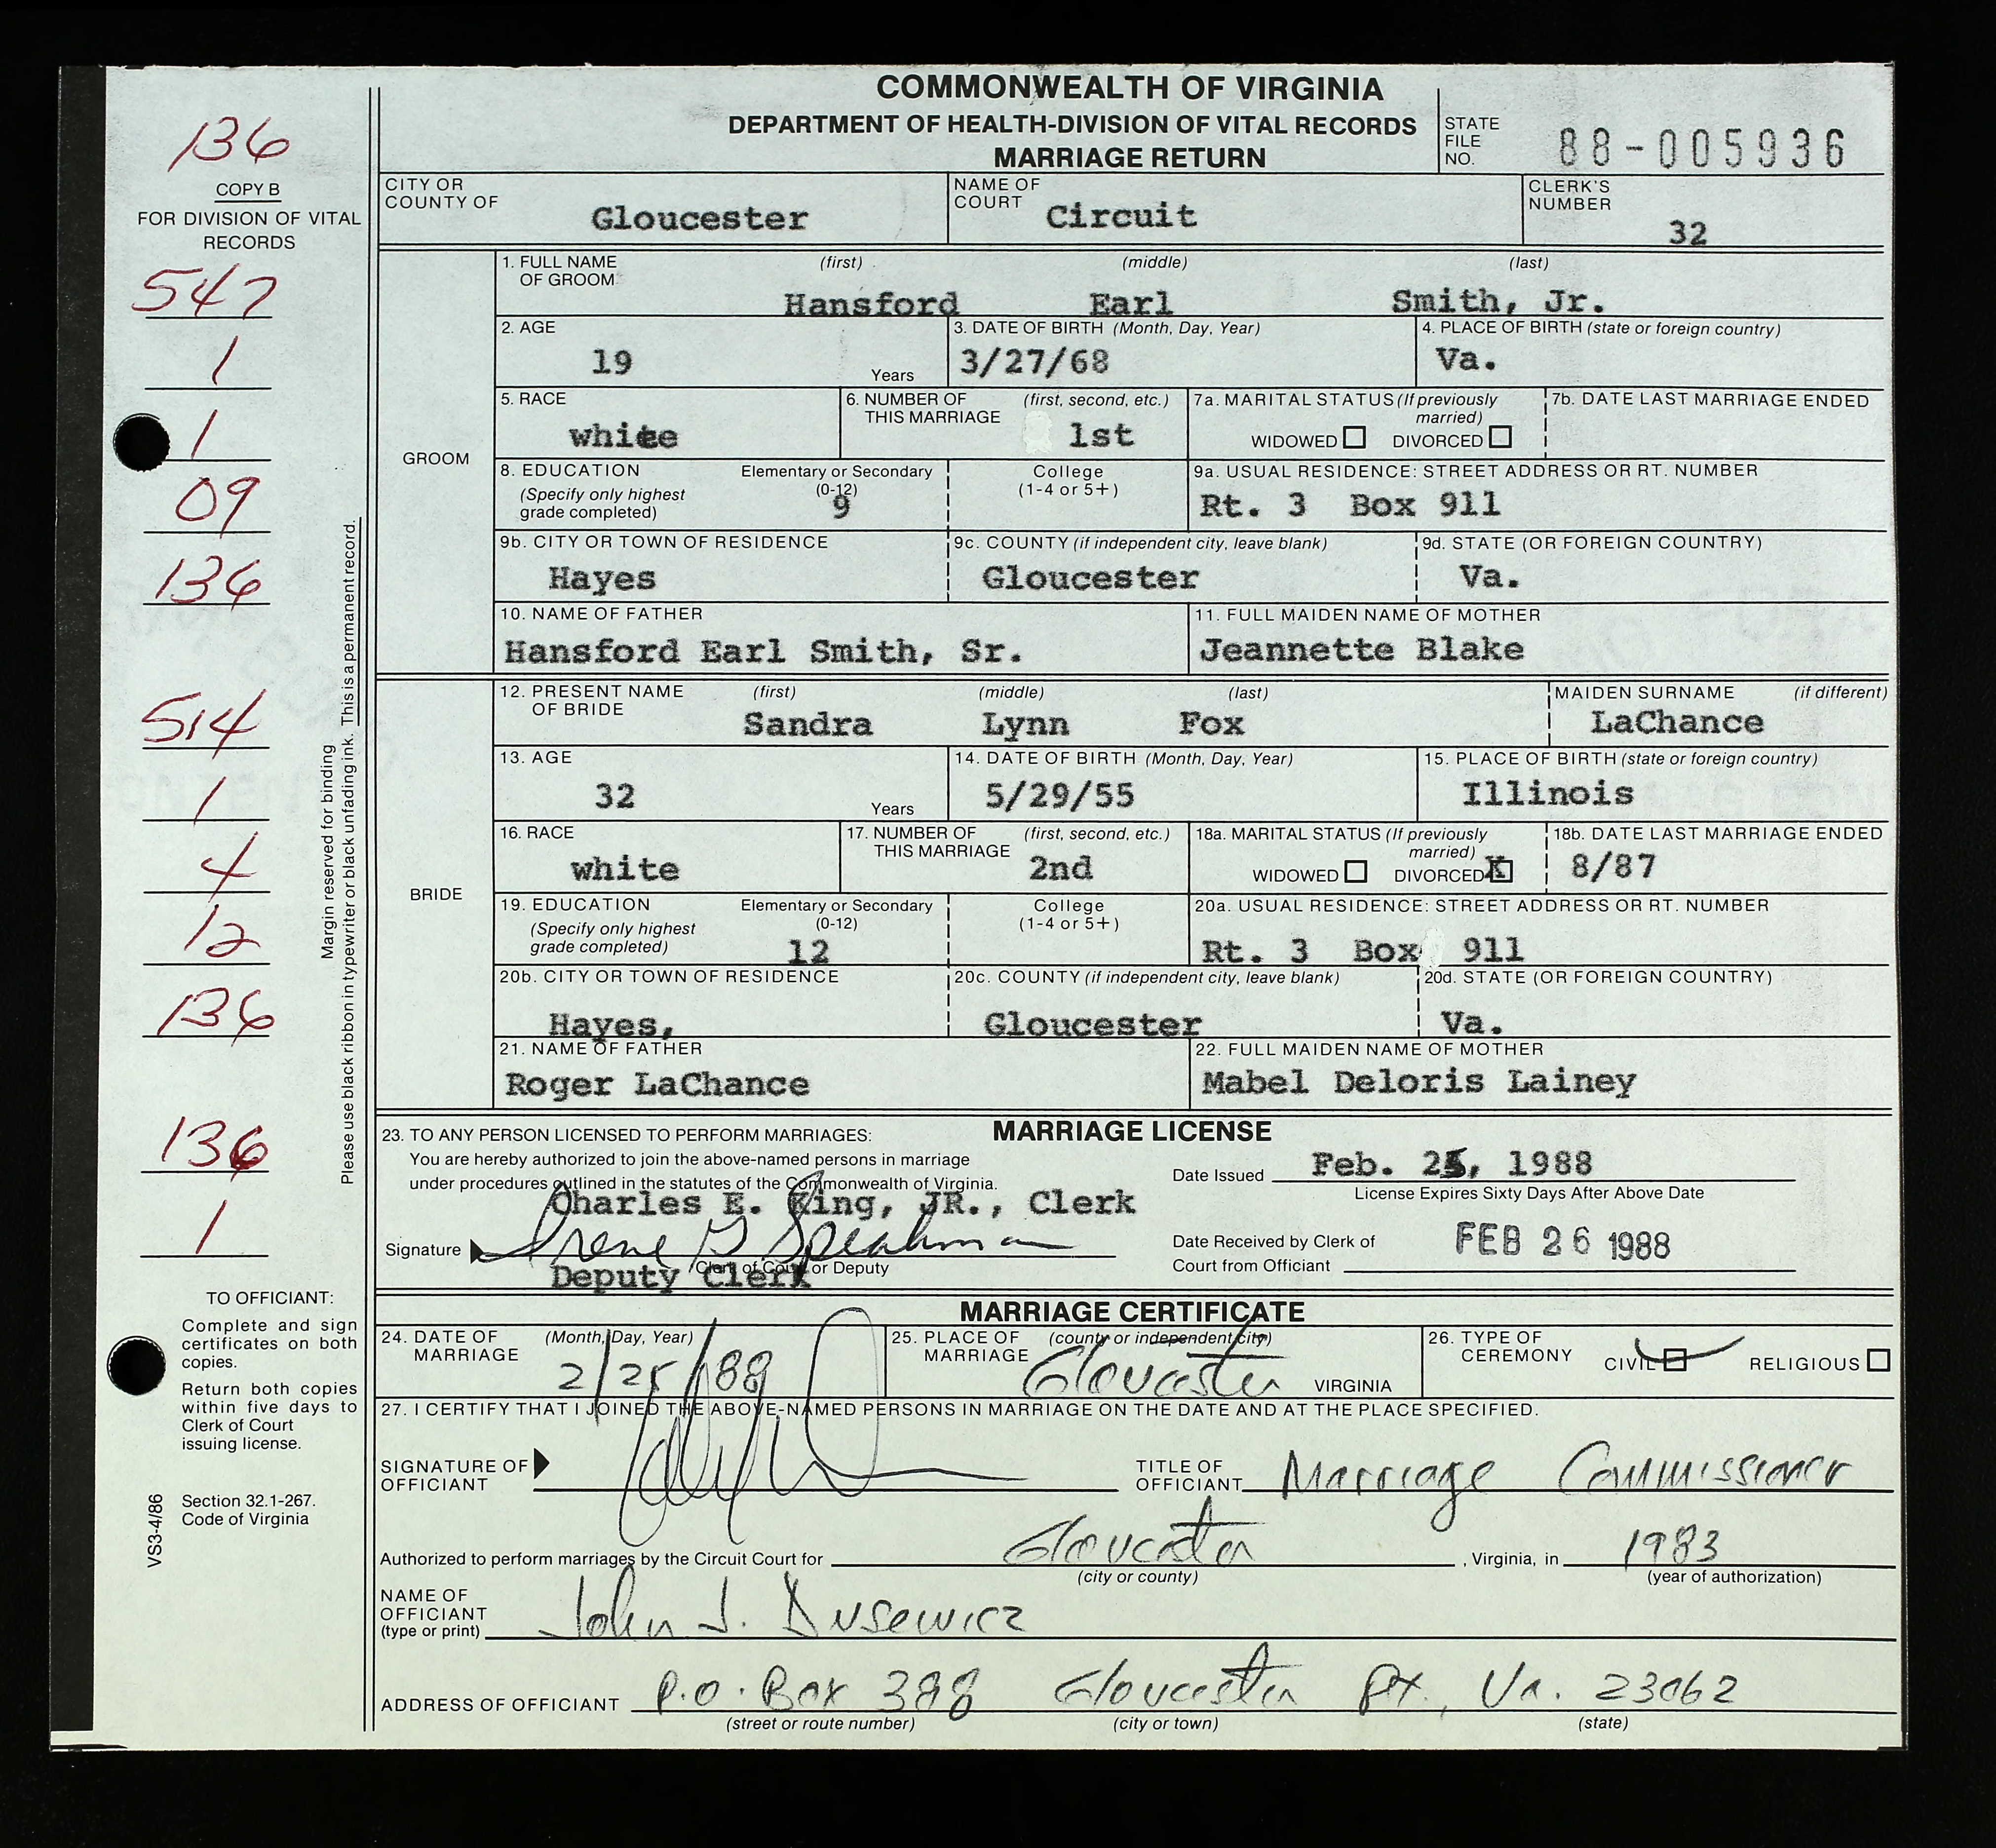 COMMONWEALTH OF VIRGINIA
DEPARTMENT OF HEALTH-DIVISION OF VITAL RECORDS
MARRIAGE RETURN
STATE FILE NO. 88-005936
136
COPY B
FOR DIVISION OF VITAL RECORDS
547
1
1
09
136
514
1
4
12
136
136
1
Margin reserved for binding
Please use black ribbon in typewriter or black unfading ink. This is a permanent record.
TO OFFICIANT:
Complete and sign
certificates on both
copies.
Return both copies
within five days to
Clerk of Court
issuing license.
Section 32.1-267.
Code of Virginia
VS3-4/86
CITY OR COUNTY OF Gloucester
NAME OF COURT Circuit
CLERK'S NUMBER 32
GROOM
1. FULL NAME OF GROOM (first) (middle) (last)
Hansford Earl Smith, Jr.
2. AGE 19 Years
3. DATE OF BIRTH (Month, Day, Year) 3/27/68
4. PLACE OF BIRTH (state or foreign country) Va.
5. RACE white
6. NUMBER OF THIS MARRIAGE (first, second, etc.) 1st
7a. MARITAL STATUS (If previously married) WIDOWED DIVORCED
7b. DATE LAST MARRIAGE ENDED
8. EDUCATION (Specify only highest grade completed) Elementary or Secondary (0-12) 9
College (1-4 or 5+)
9a. USUAL RESIDENCE: STREET ADDRESS OR RT. NUMBER Rt. 3 Box 911
9b. CITY OR TOWN OF RESIDENCE Hayes
9c. COUNTY (if independent city, leave blank) Gloucester
9d. STATE (OR FOREIGN COUNTRY) Va.
10. NAME OF FATHER Hansford Earl Smith, Sr.
11. FULL MAIDEN NAME OF MOTHER Jeannette Blake
BRIDE
12. PRESENT NAME OF BRIDE (first) (middle) (last) Sandra Lynn Fox
MAIDEN SURNAME (if different) LaChance
13. AGE 32 Years
14. DATE OF BIRTH (Month, Day, Year) 5/29/55
15. PLACE OF BIRTH (state or foreign country) Illinois
16. RACE white
17. NUMBER OF THIS MARRIAGE (first, second, etc.) 2nd
18a. MARITAL STATUS (If previously married) WIDOWED DIVORCED X
18b. DATE LAST MARRIAGE ENDED 8/87
19. EDUCATION (Specify only highest grade completed) Elementary or Secondary (0-12) 12
College (1-4 or 5+)
20a. USUAL RESIDENCE: STREET ADDRESS OR RT. NUMBER Rt. 3 Box 911
20b. CITY OR TOWN OF RESIDENCE Hayes,
20c. COUNTY (if independent city, leave blank) Gloucester
20d. STATE (OR FOREIGN COUNTRY) Va.
21. NAME OF FATHER Roger LaChance
22. FULL MAIDEN NAME OF MOTHER Mabel Deloris Lainey
MARRIAGE LICENSE
23. TO ANY PERSON LICENSED TO PERFORM MARRIAGES:
You are hereby authorized to join the above-named persons in marriage
under procedures outlined in the statutes of the Commonwealth of Virginia.
Charles E. King, JR., Clerk
Signature Irene G Speakman
Clerk of Court or Deputy
Deputy Clerk
Date Issued Feb. 25, 1988
License Expires Sixty Days After Above Date
Date Received by Clerk of
Court from Officiant FEB 26 1988
MARRIAGE CERTIFICATE
24. DATE OF MARRIAGE (Month, Day, Year) 2/25/88
25. PLACE OF MARRIAGE (county or independent city) Gloucester VIRGINIA
26. TYPE OF CEREMONY CIVIL RELIGIOUS
27. I CERTIFY THAT I JOINED THE ABOVE-NAMED PERSONS IN MARRIAGE ON THE DATE AND AT THE PLACE SPECIFIED.
SIGNATURE OF OFFICIANT
TITLE OF OFFICIANT Marriage Commissioner
Authorized to perform marriages by the Circuit Court for Gloucester, Virginia, in 1983
(city or county) (year of authorization)
NAME OF OFFICIANT (type or print) John J. Dusewicz
ADDRESS OF OFFICIANT P.O. Box 388 Gloucester Pt., Va. 23062
(street or route number) (city or town) (state)